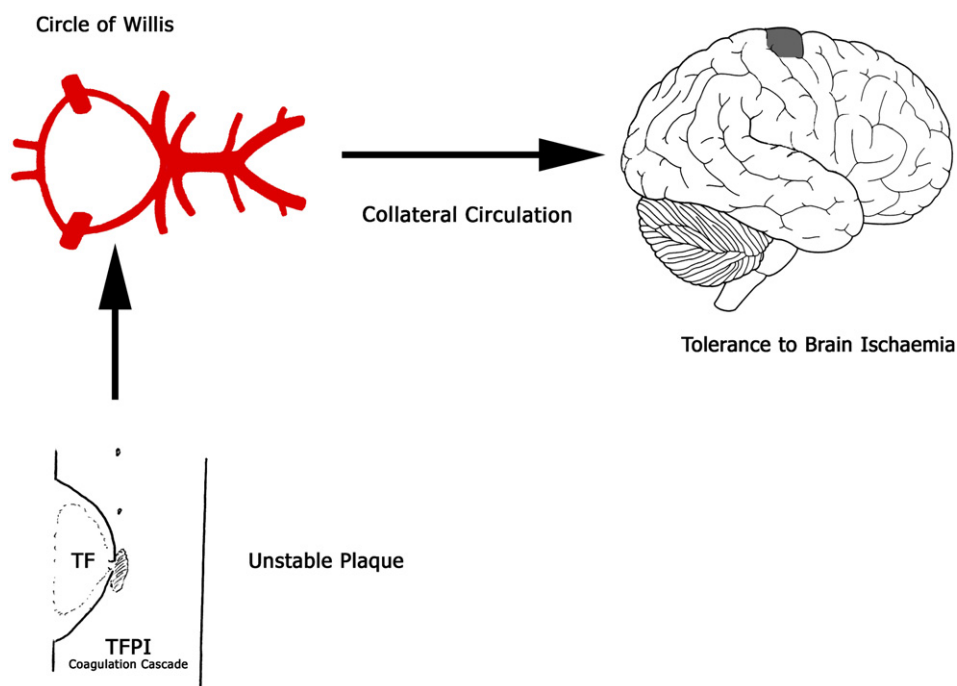 Circle of Willis
Collateral Circulation
Tolerance to Brain Ischaemia
TF
Unstable Plaque
TFPI
Coagulation Cascade